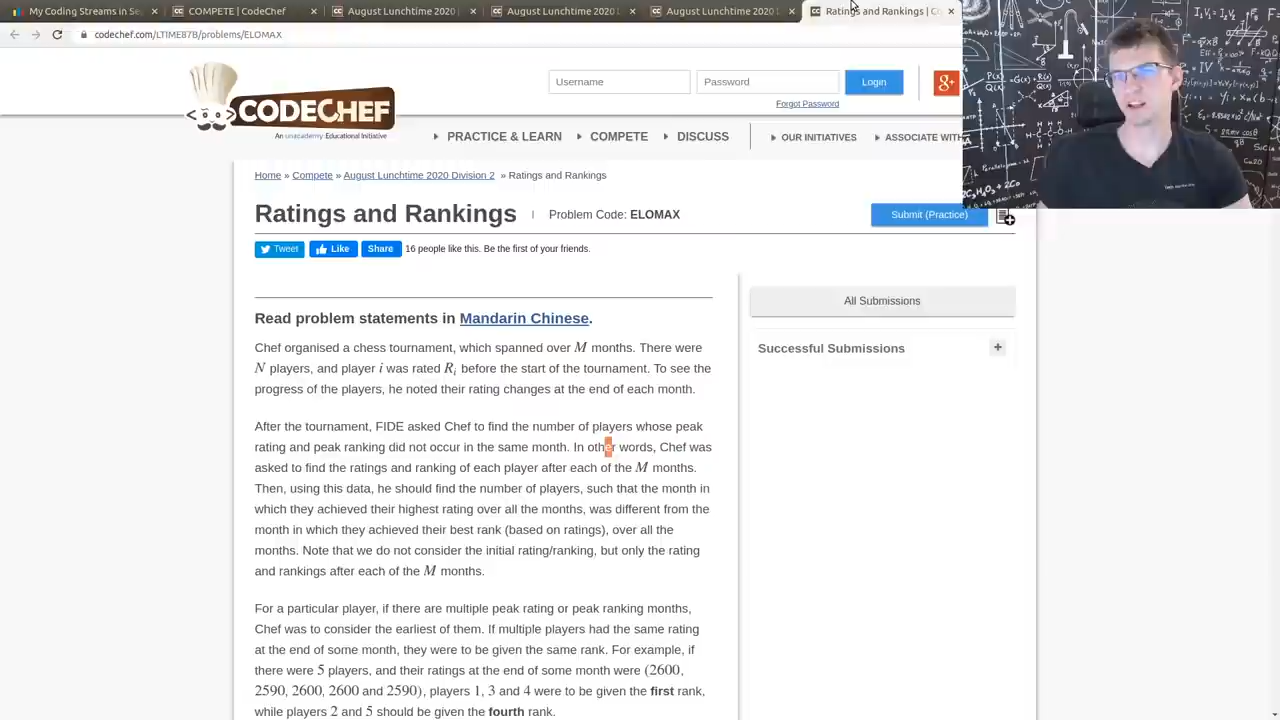 My Coding Streams in Se
COMPETE | CodeChef
August Lunchtime 2020
August Lunchtime 2020
August Lunchtime 2020
Ratings and Rankings | C
codechef.com/LTIME87B/problems/ELOMAX
CODECHEF
An unacademy Educational Initiative
Username
Password
Login
g+
Forgot Password
PRACTICE & LEARN
COMPETE
DISCUSS
OUR INITIATIVES
ASSOCIATE WITH
Home » Compete » August Lunchtime 2020 Division 2 » Ratings and Rankings
Ratings and Rankings
Problem Code: ELOMAX
Submit (Practice)
Tweet
Like
Share
16 people like this. Be the first of your friends.
All Submissions
Successful Submissions
Read problem statements in Mandarin Chinese.
Chef organised a chess tournament, which spanned over M months. There were
N players, and player i was rated Ri before the start of the tournament. To see the
progress of the players, he noted their rating changes at the end of each month.
After the tournament, FIDE asked Chef to find the number of players whose peak
rating and peak ranking did not occur in the same month. In other words, Chef was
asked to find the ratings and ranking of each player after each of the M months.
Then, using this data, he should find the number of players, such that the month in
which they achieved their highest rating over all the months, was different from the
month in which they achieved their best rank (based on ratings), over all the
months. Note that we do not consider the initial rating/ranking, but only the rating
and rankings after each of the M months.
For a particular player, if there are multiple peak rating or peak ranking months,
Chef was to consider the earliest of them. If multiple players had the same rating
at the end of some month, they were to be given the same rank. For example, if
there were 5 players, and their ratings at the end of some month were (2600,
2590, 2600, 2600 and 2590), players 1, 3 and 4 were to be given the first rank,
while players 2 and 5 should be given the fourth rank.